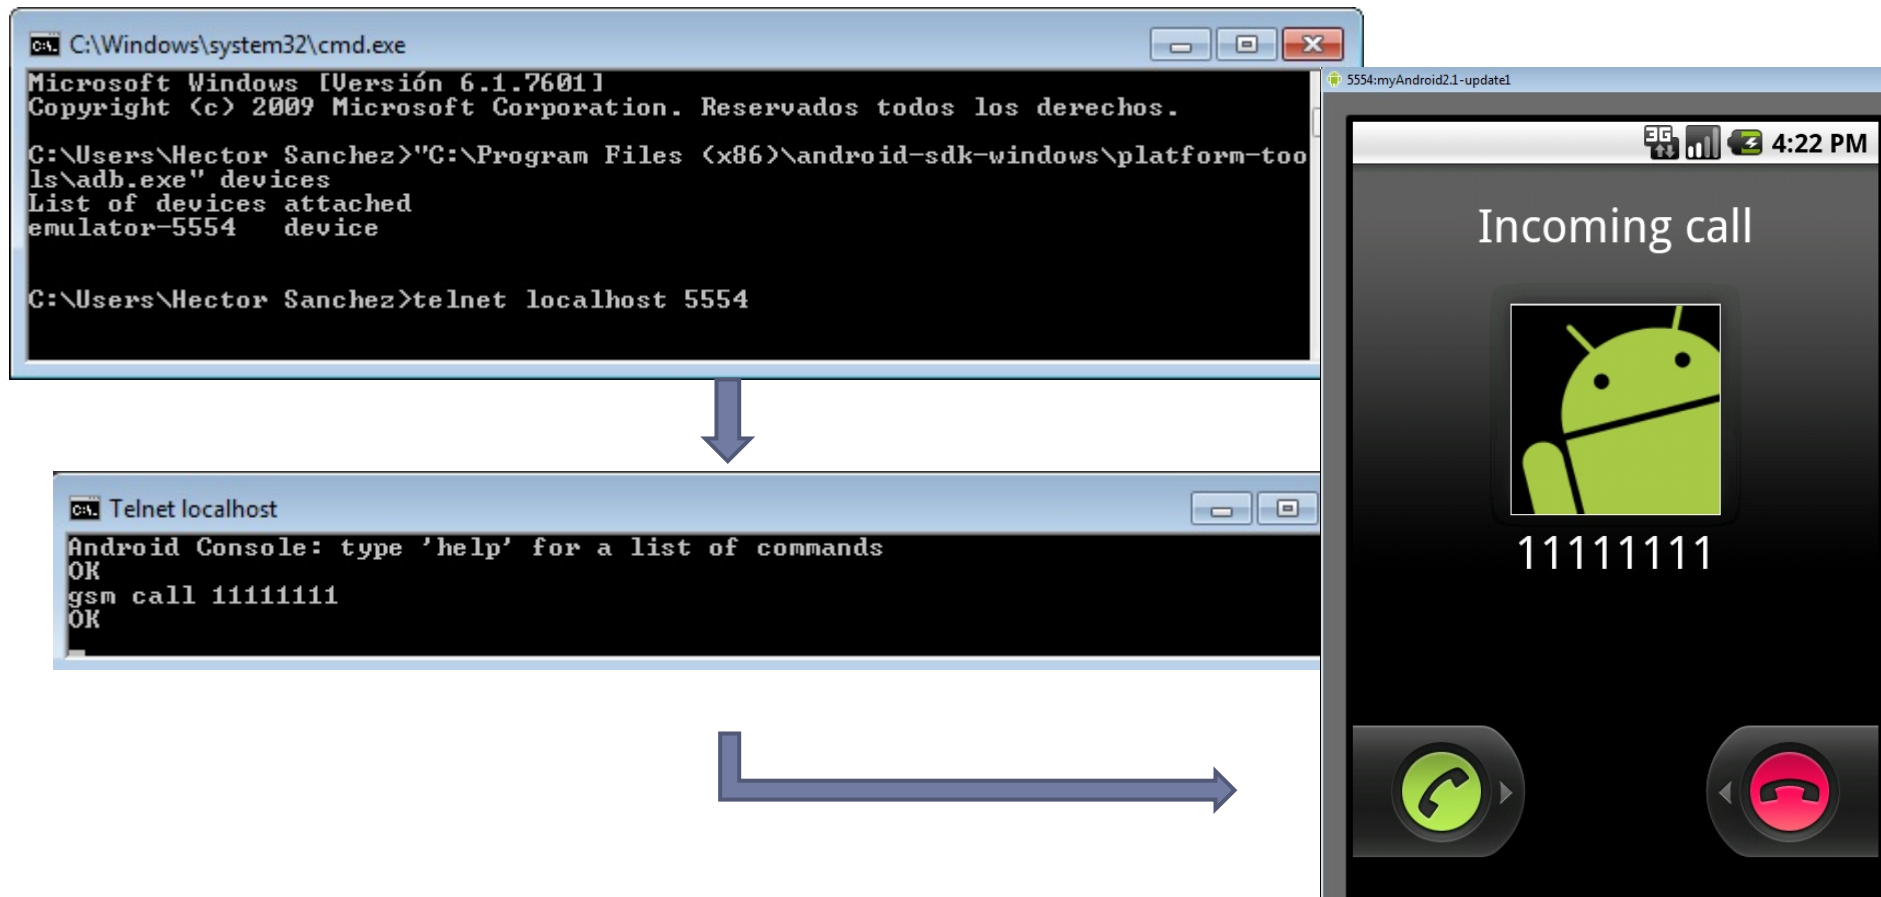 C:\Windows\system32\cmd.exe
Microsoft Windows [Versión 6.1.7601]
Copyright (c) 2009 Microsoft Corporation. Reservados todos los derechos.
C:\Users\Hector Sanchez>"C:\Program Files (x86)\android-sdk-windows\platform-too
ls\adb.exe" devices
List of devices attached
emulator-5554 device
C:\Users\Hector Sanchez>telnet localhost 5554
Telnet localhost
Android Console: type 'help' for a list of commands
OK
gsm call 11111111
OK
5554:myAndroid2.1-update1
3G 4:22 PM
Incoming call
11111111